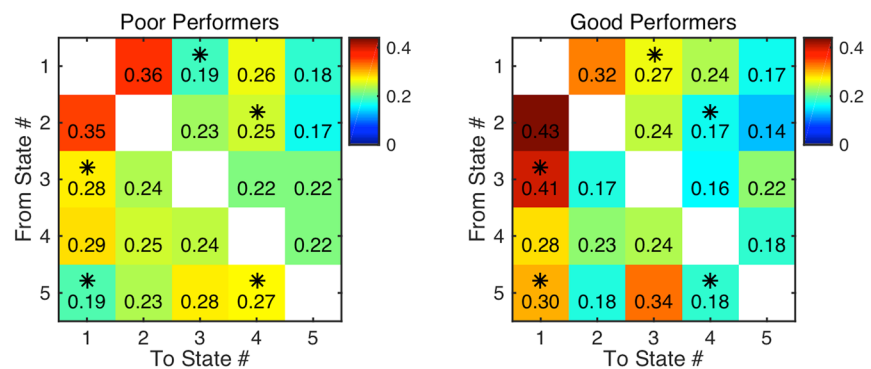 Poor Performers
1 0.36 0.19 * 0.26 0.18
2 0.35 0.23 0.25 * 0.17
3 0.28 * 0.24 0.22 0.22
4 0.29 0.25 0.24 0.22
5 0.19 * 0.23 0.28 0.27 *
1 2 3 4 5
To State #
From State #
0.4
0.2
0
Good Performers
1 0.32 0.27 * 0.24 0.17
2 0.43 0.24 0.17 * 0.14
3 0.41 * 0.17 0.16 0.22
4 0.28 0.23 0.24 0.18
5 0.30 * 0.18 0.34 0.18 *
1 2 3 4 5
To State #
From State #
0.4
0.2
0